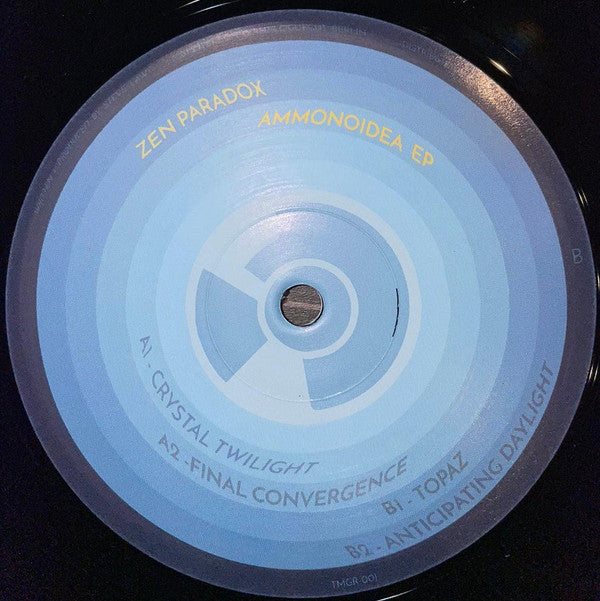 ZEN PARADOX
AMMONOIDEA EP
B
A1 - CRYSTAL TWILIGHT
A2 -FINAL CONVERGENCE
B1 - TOPAZ
B2 - ANTICIPATING DAYLIGHT
TMGR 001